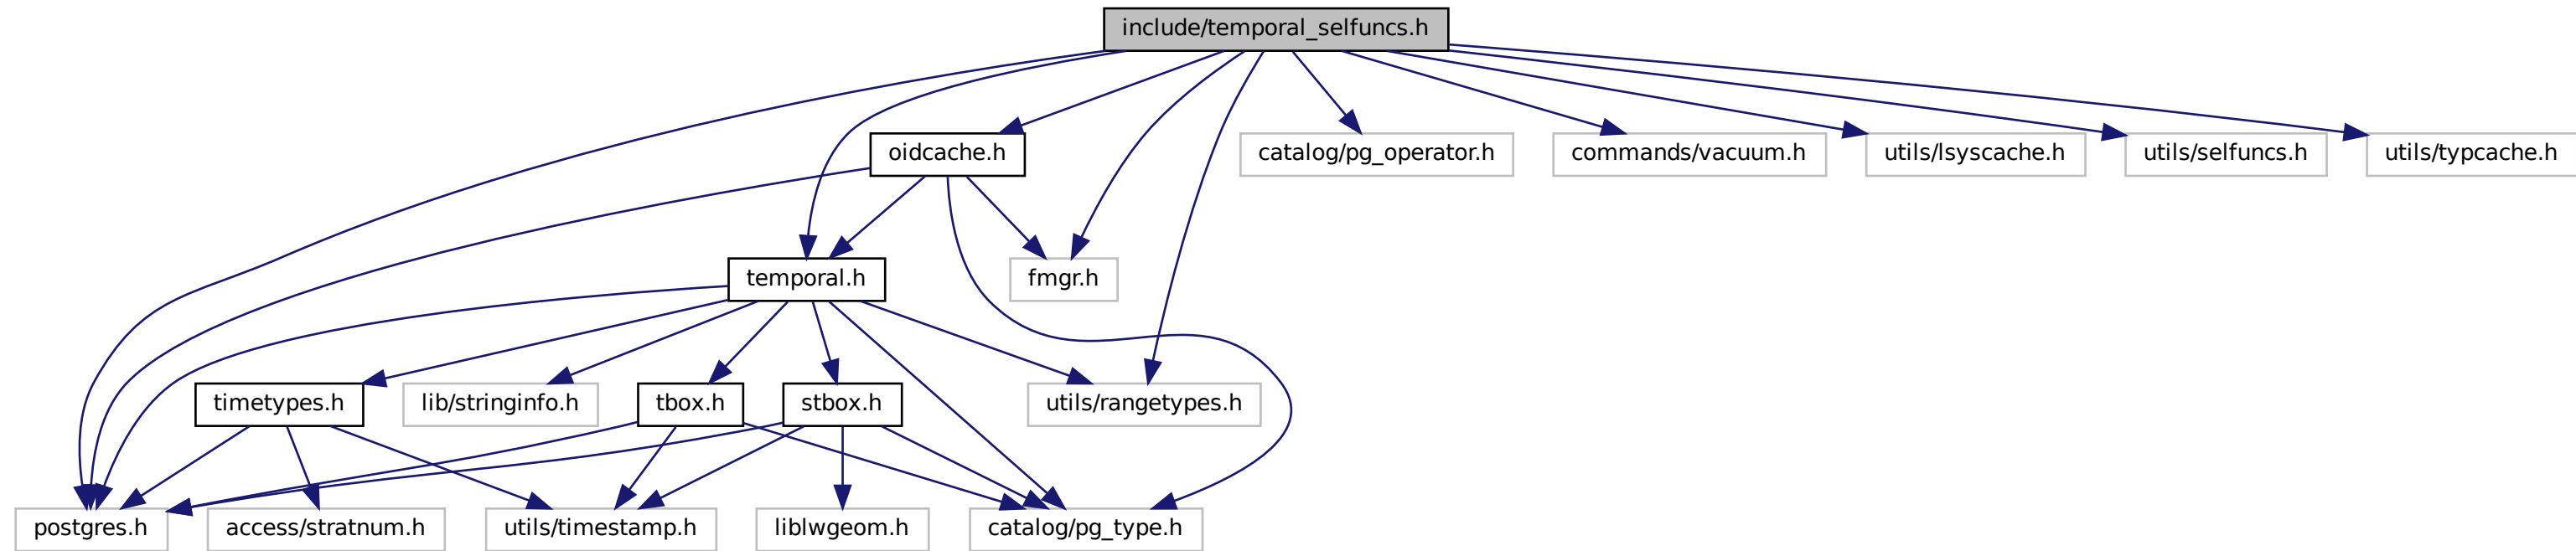 include/temporal_selfuncs.h
oidcache.h
catalog/pg_operator.h
commands/vacuum.h
utils/lsyscache.h
utils/selfuncs.h
utils/typcache.h
temporal.h
fmgr.h
timetypes.h
lib/stringinfo.h
tbox.h
stbox.h
utils/rangetypes.h
postgres.h
access/stratnum.h
utils/timestamp.h
liblwgeom.h
catalog/pg_type.h